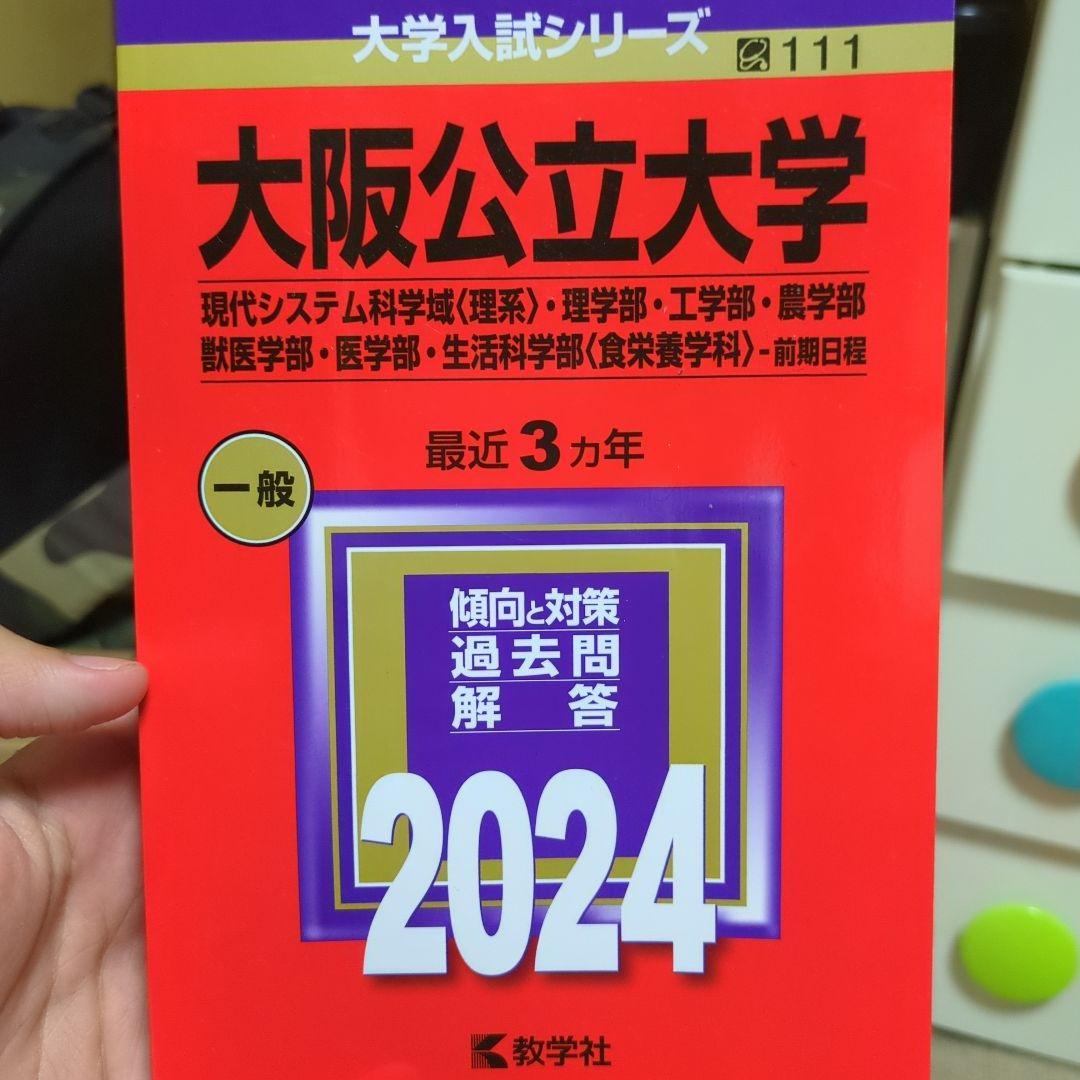 大学入試シリーズ
111
大阪公立大学
現代システム科学域〈理系〉・理学部・工学部・農学部
獣医学部・医学部・生活科学部〈食栄養学科〉-前期日程
最近3ヵ年
一般
傾向と対策
過去問
解答
2024
教学社